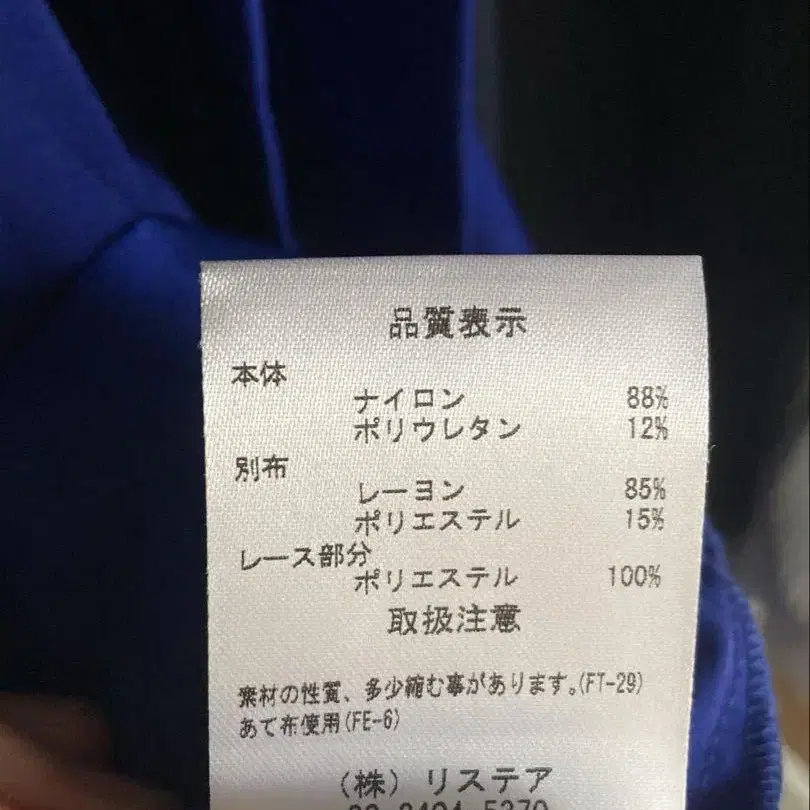 品質表示
本体
ナイロン 88%
ポリウレタン 12%
別布
レーヨン 85%
ポリエステル 15%
レース部分
ポリエステル 100%
取扱注意
素材の性質、多少縮む事があります。(FT-29)
あて布使用(FE-6)
(株) リステア